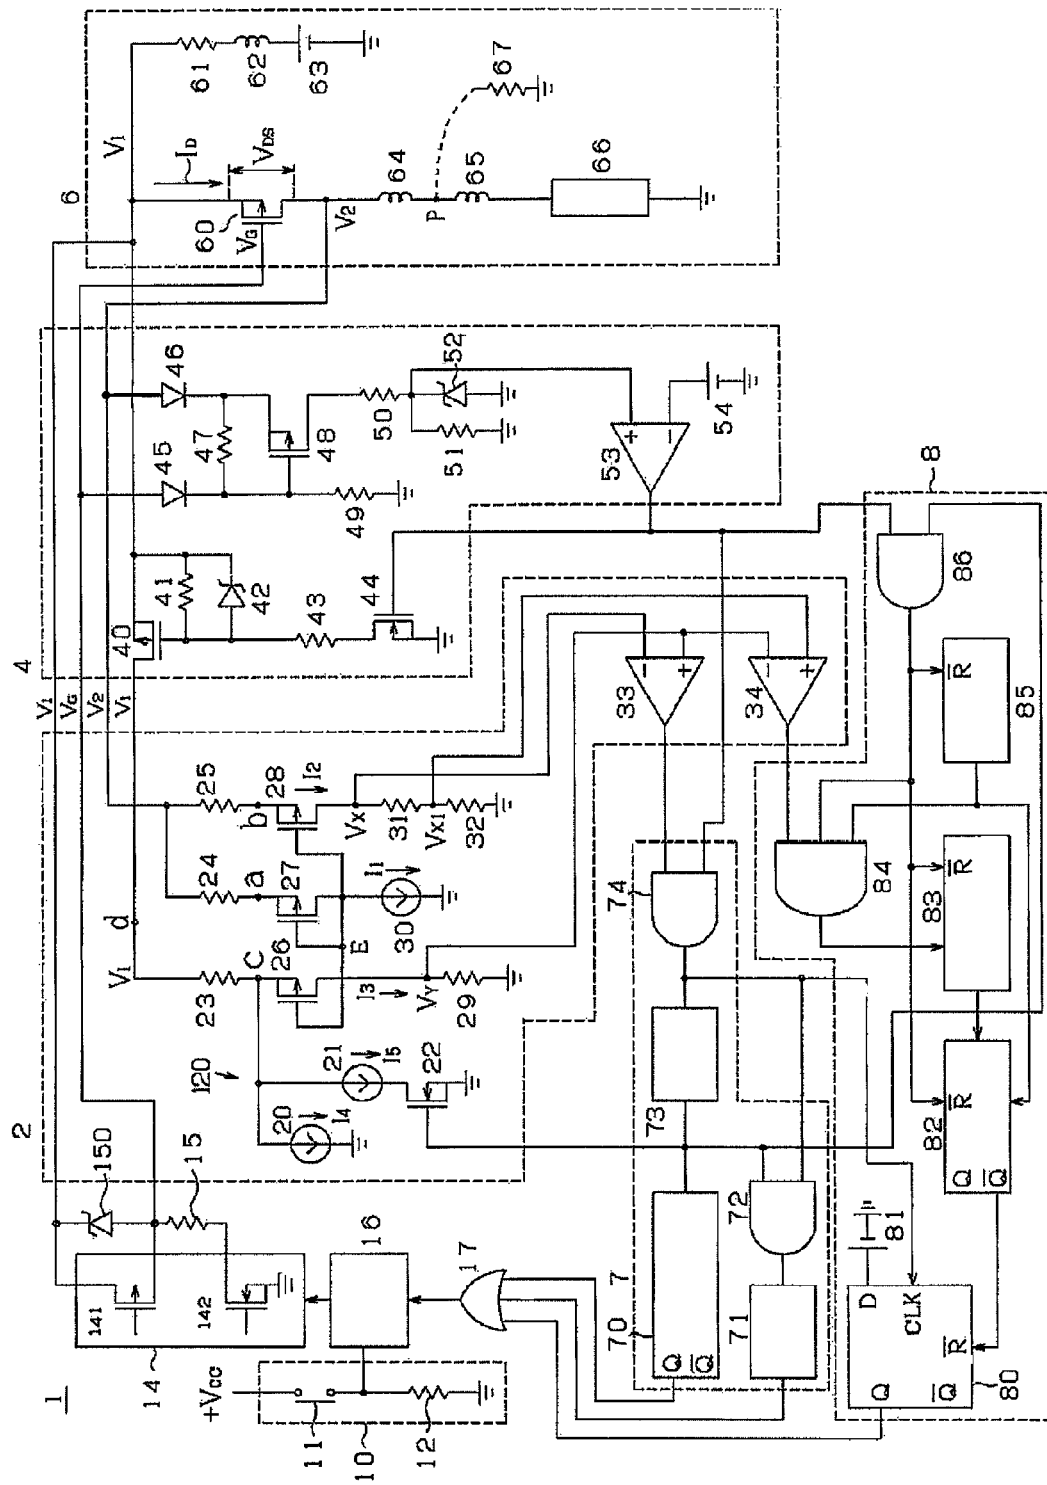 1
+Vcc
11
10
12
14
141
142
150
15
16
17
2
120
V1
d
23
24
25
C
a
b
26
27
28
20
I4
21
I5
22
I3
E
I1
30
I2
VY
29
VX
31
VX1
32
33
34
4
V1
VG
V2
V1
40
41
42
43
44
45
46
47
48
49
50
51
52
53
54
6
V1
ID
VDS
60
VG
V2
61
62
63
64
P
65
66
67
7
70
Q
Q
71
72
73
74
8
80
D
CLK
Q
Q
R
81
82
Q
Q
R
83
R
84
85
R
86